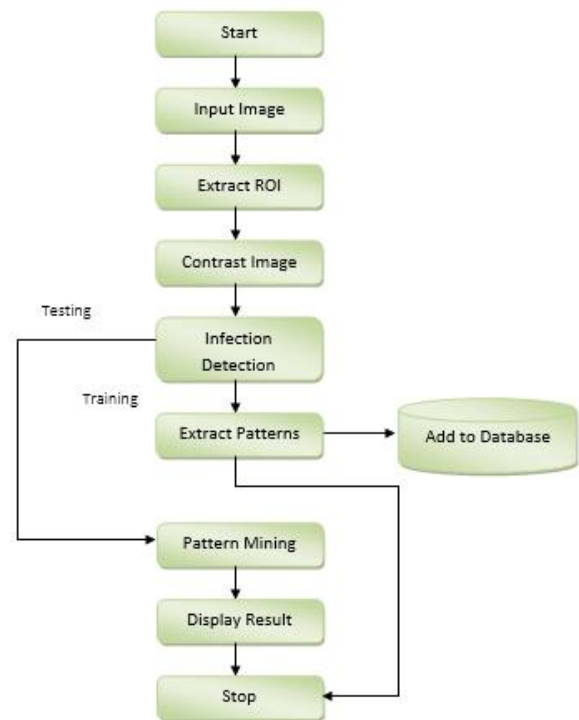 Start
Input Image
Extract ROI
Contrast Image
Testing
Infection
Detection
Training
Extract Patterns
Add to Database
Pattern Mining
Display Result
Stop